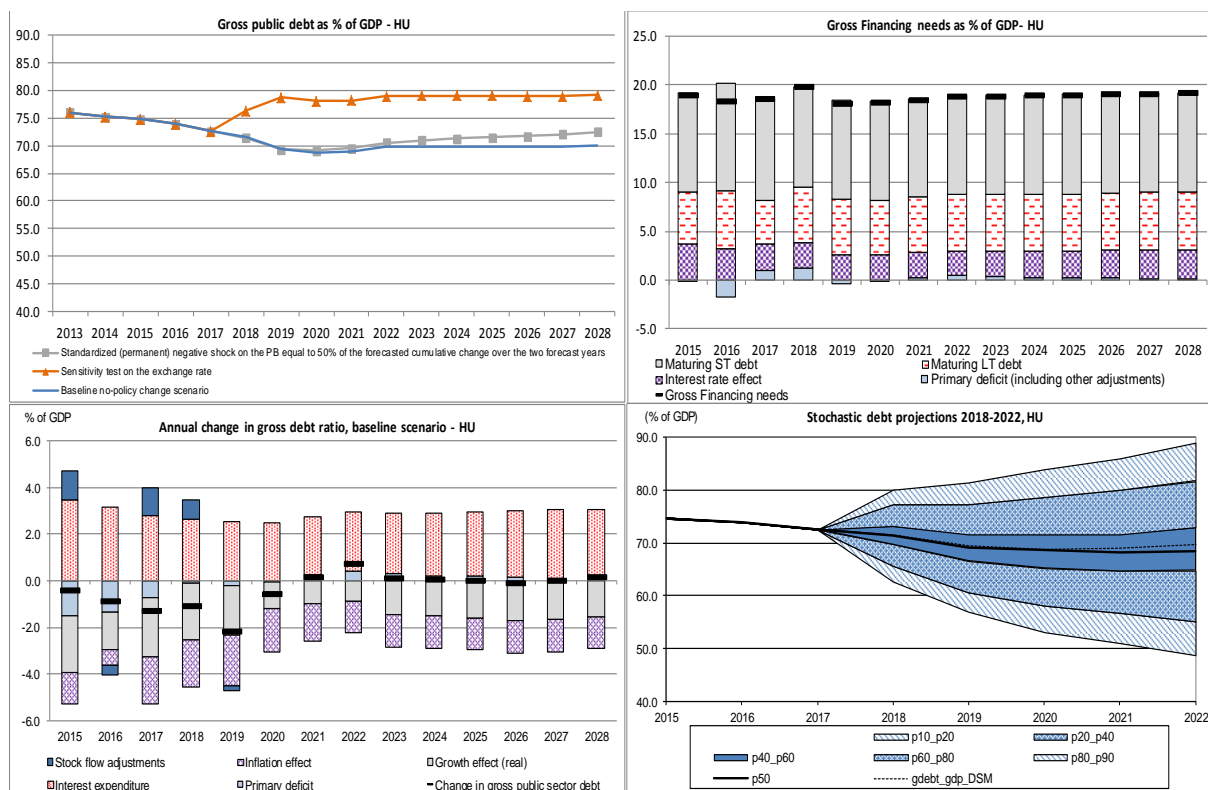 Gross public debt as % of GDP - HU
90.0
85.0
80.0
75.0
70.0
65.0
60.0
55.0
50.0
45.0
40.0
2013 2014 2015 2016 2017 2018 2019 2020 2021 2022 2023 2024 2025 2026 2027 2028
Standardized (permanent) negative shock on the PB equal to 50% of the forecasted cumulative change over the two forecast years
Sensitivity test on the exchange rate
Baseline no-policy change scenario
Gross Financing needs as % of GDP- HU
25.0
20.0
15.0
10.0
5.0
0.0
-5.0
2015 2016 2017 2018 2019 2020 2021 2022 2023 2024 2025 2026 2027 2028
Maturing ST debt Maturing LT debt
Interest rate effect Primary deficit (including other adjustments)
Gross Financing needs
% of GDP
Annual change in gross debt ratio, baseline scenario - HU
6.0
4.0
2.0
0.0
-2.0
-4.0
-6.0
2015 2016 2017 2018 2019 2020 2021 2022 2023 2024 2025 2026 2027 2028
Stock flow adjustments Inflation effect Growth effect (real)
Interest expenditure Primary deficit Change in gross public sector debt
(% of GDP)
Stochastic debt projections 2018-2022, HU
90.0
80.0
70.0
60.0
50.0
40.0
2015 2016 2017 2018 2019 2020 2021 2022
p10_p20 p20_p40
p40_p60 p60_p80 p80_p90
p50 gdebt_gdp_DSM